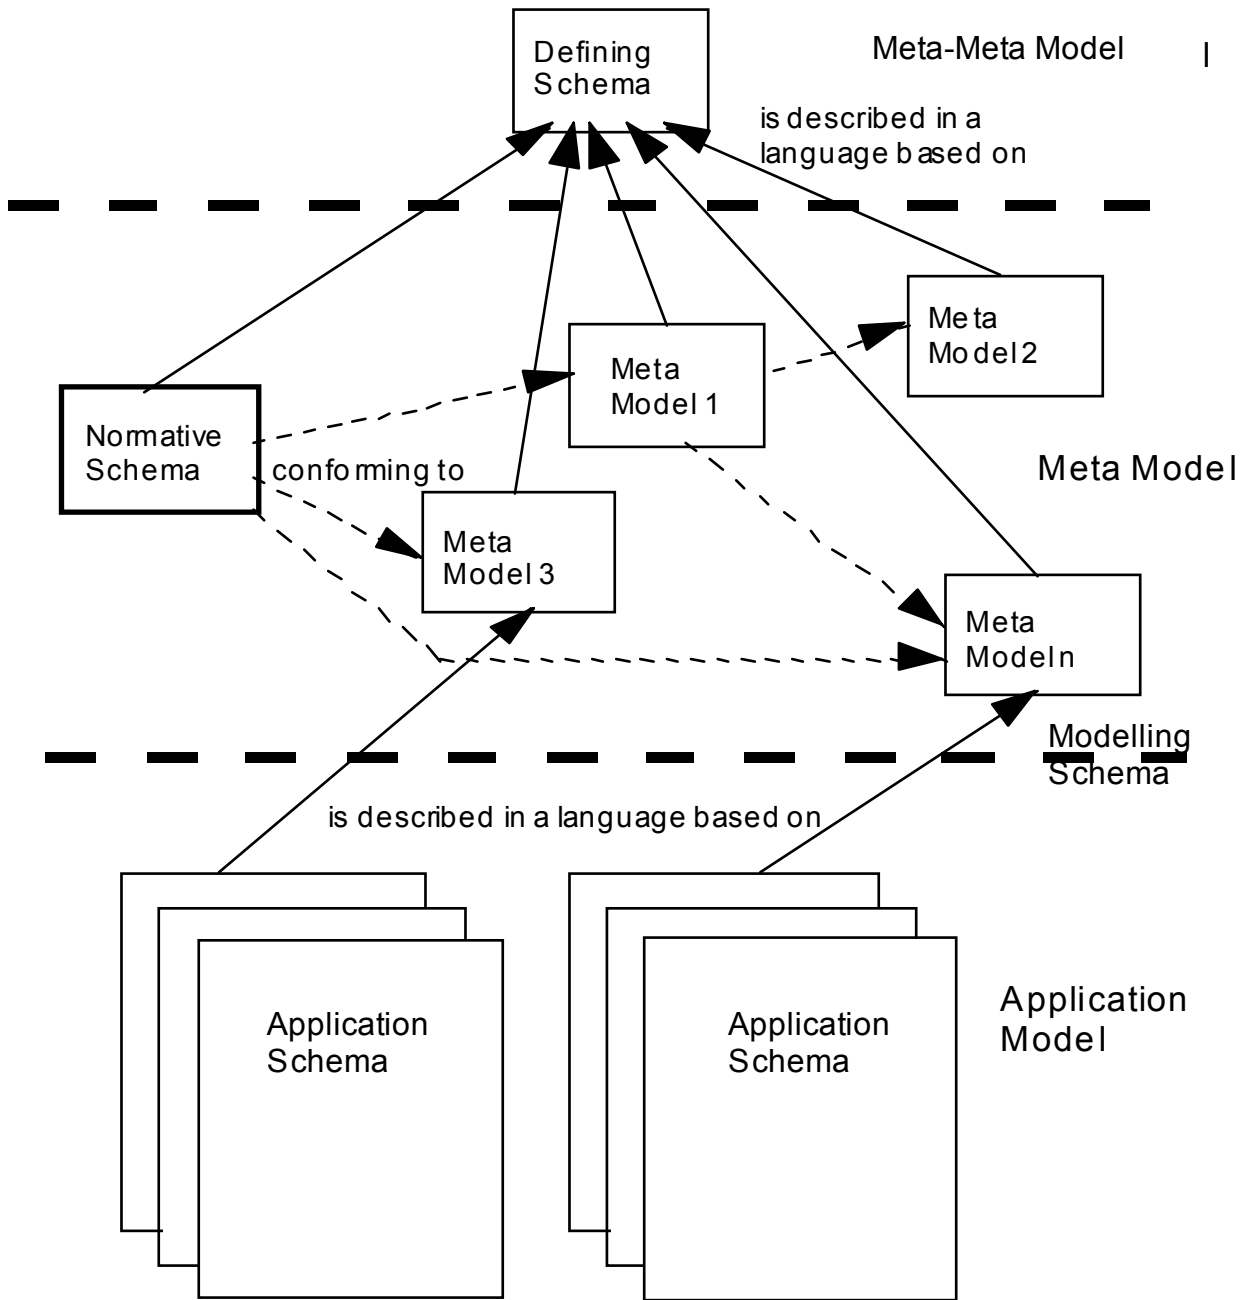 Defining
Schema
Meta-Meta Model
is described in a
language based on
Meta
Model 2
Meta
Model 1
Normative
Schema
conforming to
Meta Model
Meta
Model 3
Meta
Model n
Modelling
Schema
is described in a language based on
Application
Schema
Application
Schema
Application
Model